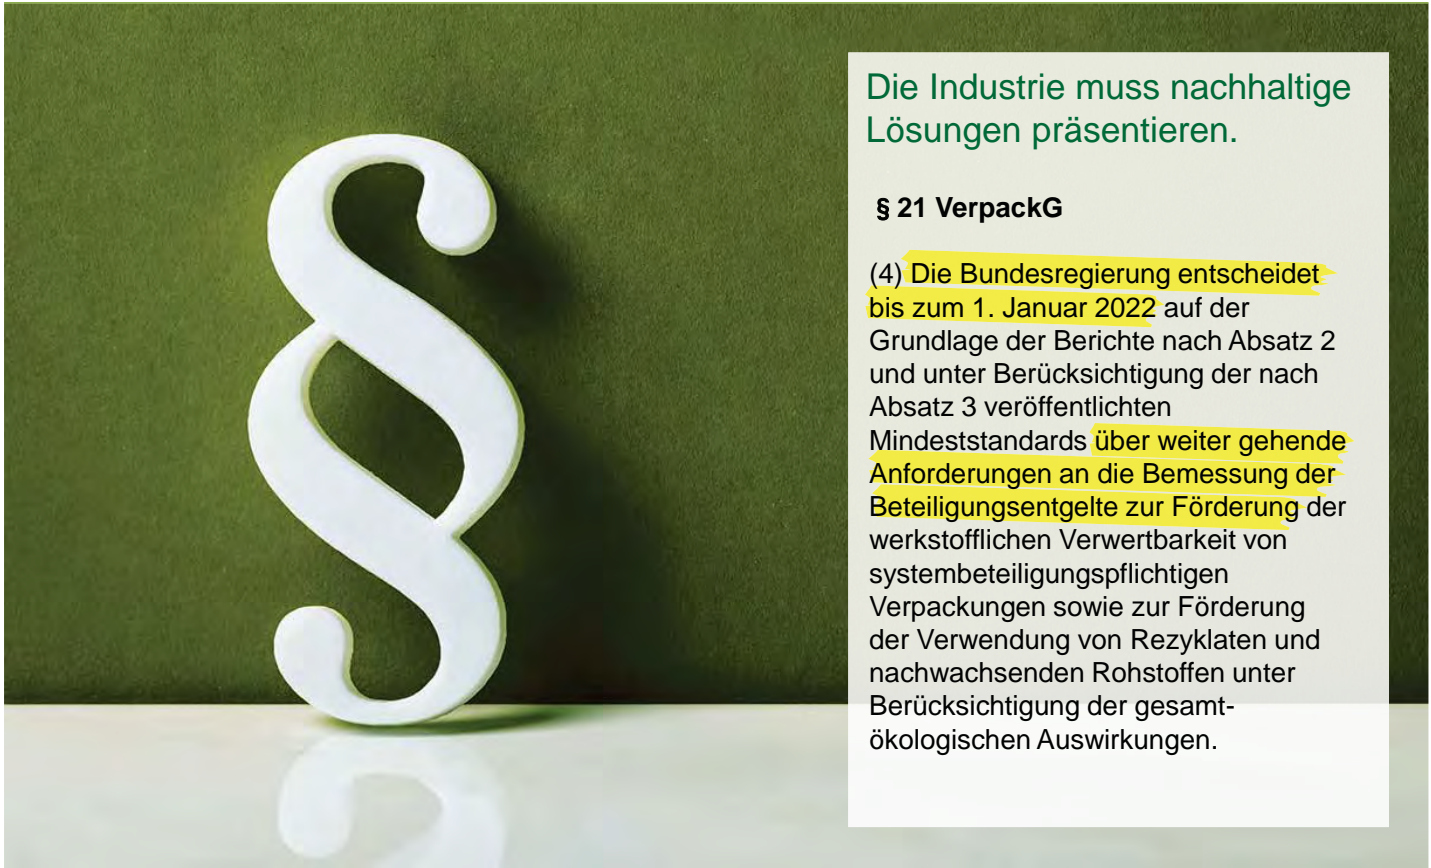 Die Industrie muss nachhaltige
Lösungen präsentieren.
§ 21 VerpackG
(4) Die Bundesregierung entscheidet
bis zum 1. Januar 2022 auf der
Grundlage der Berichte nach Absatz 2
und unter Berücksichtigung der nach
Absatz 3 veröffentlichten
Mindeststandards über weiter gehende
Anforderungen an die Bemessung der
Beteiligungsentgelte zur Förderung der
werkstofflichen Verwertbarkeit von
systembeteiligungspflichtigen
Verpackungen sowie zur Förderung
der Verwendung von Rezyklaten und
nachwachsenden Rohstoffen unter
Berücksichtigung der gesamt-
ökologischen Auswirkungen.
§